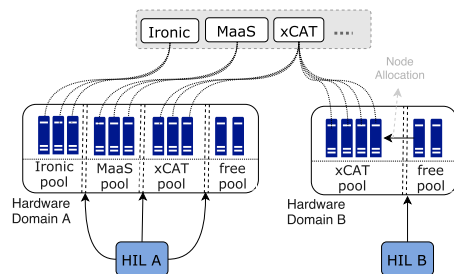 Ironic
MaaS
xCAT
Node
Allocation
Ironic
pool
MaaS
pool
xCAT
pool
free
pool
xCAT
pool
free
pool
Hardware
Domain A
Hardware
Domain B
HIL A
HIL B